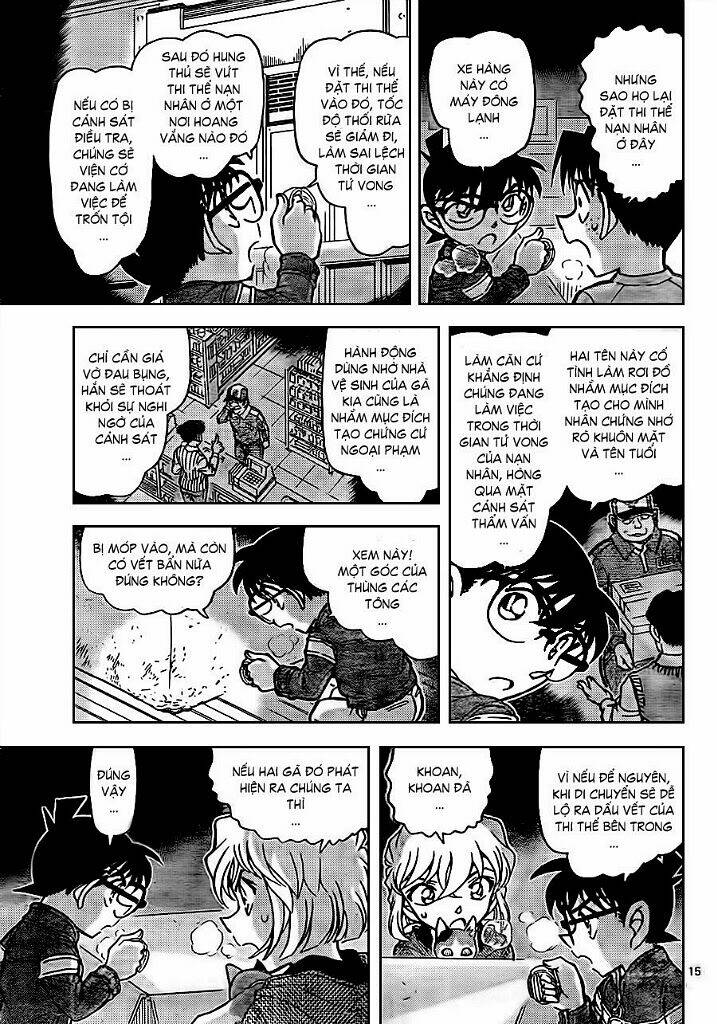 NHƯNG
SAO HỌ LẠI
ĐẶT THI THỂ
NẠN NHÂN
Ở ĐÂY
...
XE HÀNG
NÀY CÓ
MÁY ĐÔNG
LẠNH
...
VÌ THẾ, NẾU
ĐẶT THI THỂ
VÀO ĐÓ, TỐC
ĐỘ THỐI RỮA
SẼ GIẢM ĐI,
LÀM SAI LỆCH
THỜI GIAN
TỬ VONG
...
SAU ĐÓ HUNG
THỦ SẼ VỨT
THI THỂ NẠN
NHÂN Ở MỘT
NƠI HOANG
VẮNG NÀO ĐÓ
...
NẾU CÓ BỊ
CẢNH SÁT
ĐIỀU TRA,
CHÚNG SẼ
VIỆN CỚ
ĐANG LÀM
VIỆC ĐỂ
TRỐN TỘI
...
HAI TÊN NÀY CỐ
TÌNH LÀM RƠI ĐỒ
NHẰM MỤC ĐÍCH
TẠO CHO MÌNH
NHÂN CHỨNG NHỚ
RÕ KHUÔN MẶT
VÀ TÊN TUỔI
...
LÀM CĂN CỨ
KHẲNG ĐỊNH
CHÚNG ĐANG
LÀM VIỆC
TRONG THỜI
GIAN TỬ VONG
CỦA NẠN
NHÂN, HÒNG
QUA MẶT
CẢNH SÁT
THẨM VẤN
...
HÀNH ĐỘNG
DÙNG NHỜ NHÀ
VỆ SINH CỦA GÃ
KIA CŨNG LÀ
NHẰM MỤC ĐÍCH
TẠO CHỨNG CỨ
NGOẠI PHẠM
CHỈ CẦN GIẢ
VỜ ĐAU BỤNG,
HẮN SẼ THOÁT
KHỎI SỰ NGHI
NGỜ CỦA
CẢNH SÁT
...
XEM NÀY!
MỘT GÓC CỦA
THÙNG CÁC
TÔNG
...
BỊ MÓP VÀO, MÀ CÒN
CÓ VẾT BẨN NỮA
ĐÚNG KHÔNG?
VÌ NẾU ĐỂ NGUYÊN,
KHI DI CHUYỂN SẼ DỄ
LỘ RA DẤU VẾT CỦA
THI THỂ BÊN TRONG
...
KHOAN,
KHOAN ĐÃ
...
NẾU HAI GÃ ĐÓ PHÁT
HIỆN RA CHÚNG TA
THÌ
...
ĐÚNG
VẬY
...
15